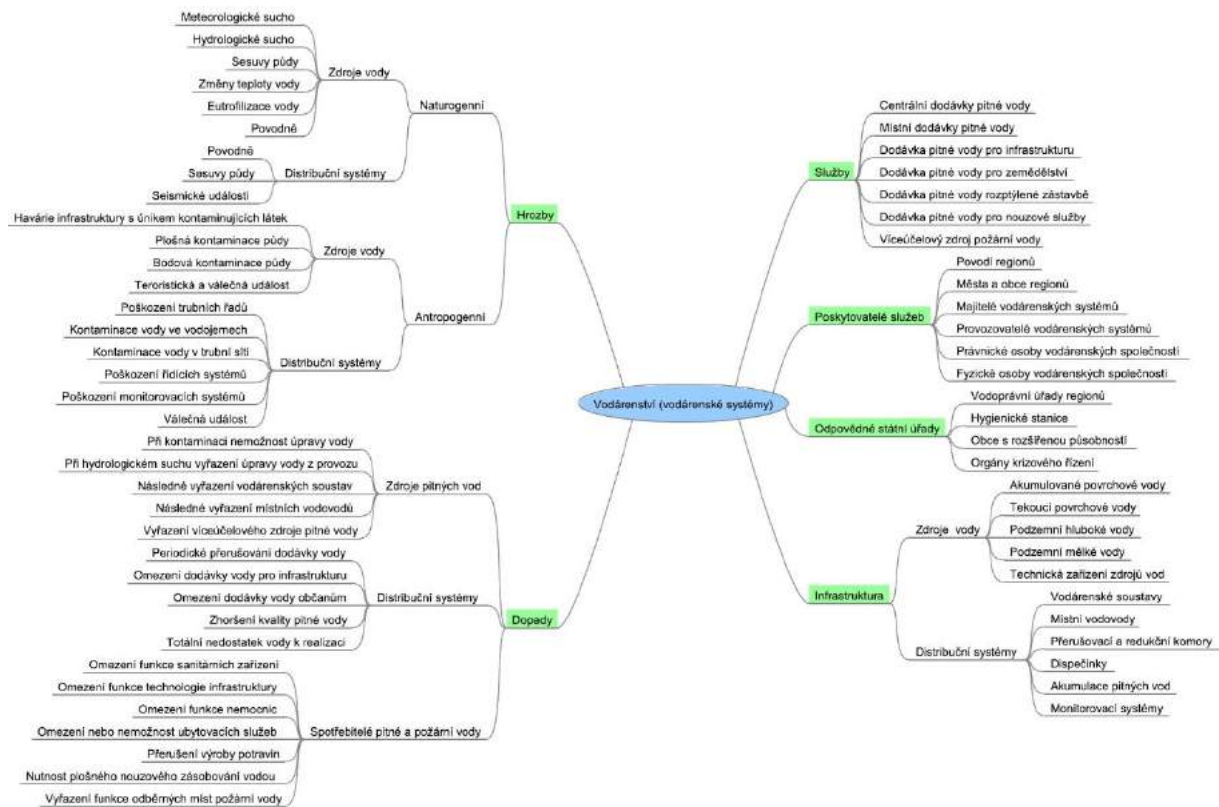 Vodárenství (vodárenské systémy)
Hrozby
Naturogenní
Zdroje vody
Meteorologické sucho
Hydrologické sucho
Sesuvy půdy
Změny teploty vody
Eutrofilizace vody
Povodně
Distribuční systémy
Povodně
Sesuvy půdy
Seismické události
Antropogenní
Zdroje vody
Havárie infrastruktury s únikem kontaminujících látek
Plošná kontaminace půdy
Bodová kontaminace půdy
Teroristická a válečná událost
Distribuční systémy
Poškození trubních řadů
Kontaminace vody ve vodojemech
Kontaminace vody v trubní síti
Poškození řídících systémů
Poškození monitorovacích systémů
Válečná událost
Dopady
Zdroje pitných vod
Při kontaminaci nemožnost úpravy vody
Při hydrologickém suchu vyřazení úpravy vody z provozu
Následné vyřazení vodárenských soustav
Následné vyřazení místních vodovodů
Vyřazení víceúčelového zdroje pitné vody
Distribuční systémy
Periodické přerušování dodávky vody
Omezení dodávky vody pro infrastrukturu
Omezení dodávky vody občanům
Zhoršení kvality pitné vody
Totální nedostatek vody k realizaci
Spotřebitelé pitné a požární vody
Omezení funkce sanitárních zařízení
Omezení funkce technologie infrastruktury
Omezení funkce nemocnic
Omezení nebo nemožnost ubytovacích služeb
Přerušení výroby potravin
Nutnost plošného nouzového zásobování vodou
Vyřazení funkce odběrných míst požární vody
Služby
Centrální dodávky pitné vody
Místní dodávky pitné vody
Dodávka pitné vody pro infrastrukturu
Dodávka pitné vody pro zemědělství
Dodávka pitné vody rozptýlené zástavbě
Dodávka pitné vody pro nouzové služby
Víceúčelový zdroj požární vody
Poskytovatelé služeb
Povodí regionů
Města a obce regionů
Majitelé vodárenských systémů
Provozovatelé vodárenských systémů
Právnické osoby vodárenských společností
Fyzické osoby vodárenských společností
Odpovědné státní úřady
Vodoprávní úřady regionů
Hygienické stanice
Obce s rozšířenou působností
Orgány krizového řízení
Infrastruktura
Zdroje vody
Akumulované povrchové vody
Tekoucí povrchové vody
Podzemní hluboké vody
Podzemní mělké vody
Technická zařízení zdrojů vod
Distribuční systémy
Vodárenské soustavy
Místní vodovody
Přerušovací a redukční komory
Dispečinky
Akumulace pitných vod
Monitorovací systémy